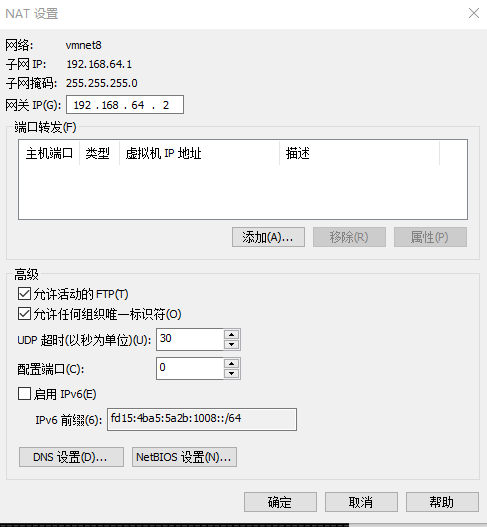 NAT 设置
网络: vmnet8
子网 IP: 192.168.64.1
子网掩码: 255.255.255.0
网关 IP(G): 192 . 168 . 64 . 2
端口转发(F)
主机端口 类型 虚拟机 IP 地址 描述
添加(A)... 移除(R) 属性(P)
高级
允许活动的 FTP(T)
允许任何组织唯一标识符(O)
UDP 超时(以秒为单位)(U): 30
配置端口(C): 0
启用 IPv6(E)
IPv6 前缀(6): fd15:4ba5:5a2b:1008::/64
DNS 设置(D)... NetBIOS 设置(N)...
确定 取消 帮助